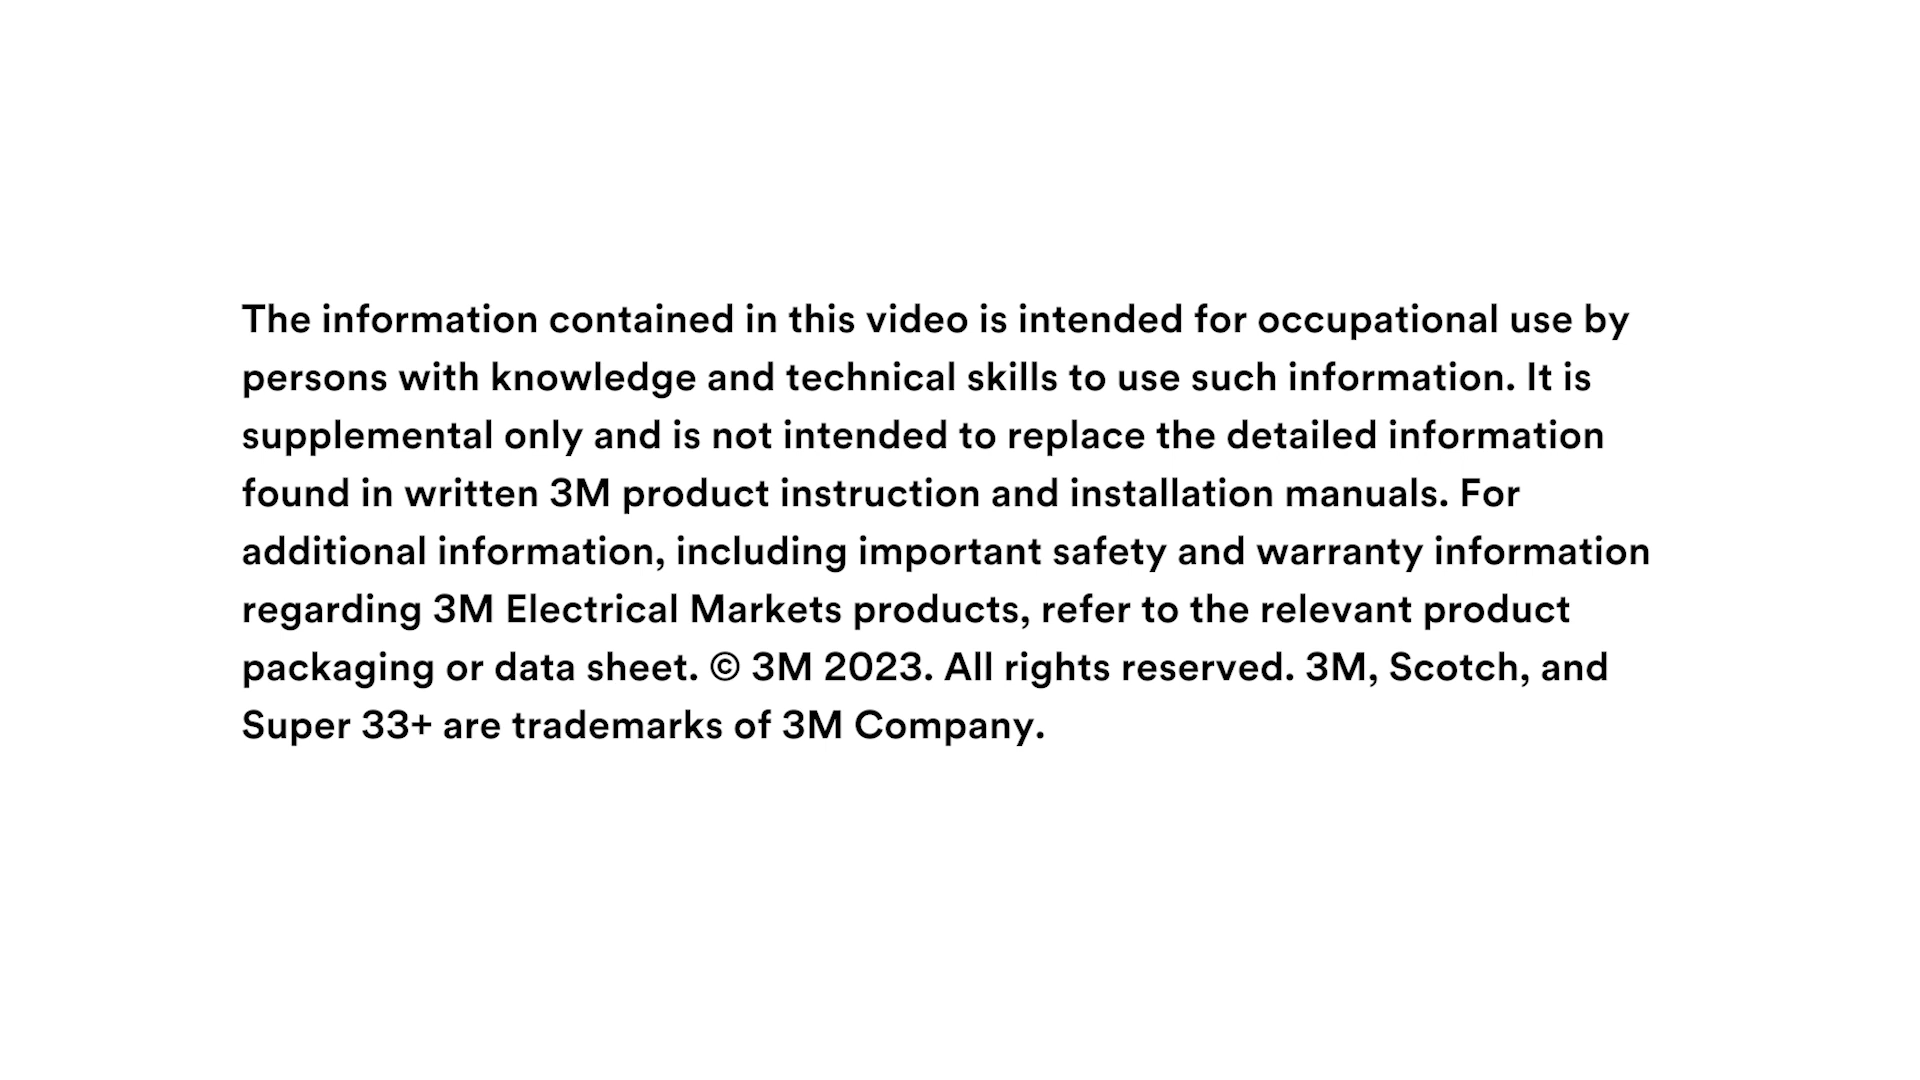 The information contained in this video is intended for occupational use by
persons with knowledge and technical skills to use such information. It is
supplemental only and is not intended to replace the detailed information
found in written 3M product instruction and installation manuals. For
additional information, including important safety and warranty information
regarding 3M Electrical Markets products, refer to the relevant product
packaging or data sheet. © 3M 2023. All rights reserved. 3M, Scotch, and
Super 33+ are trademarks of 3M Company.